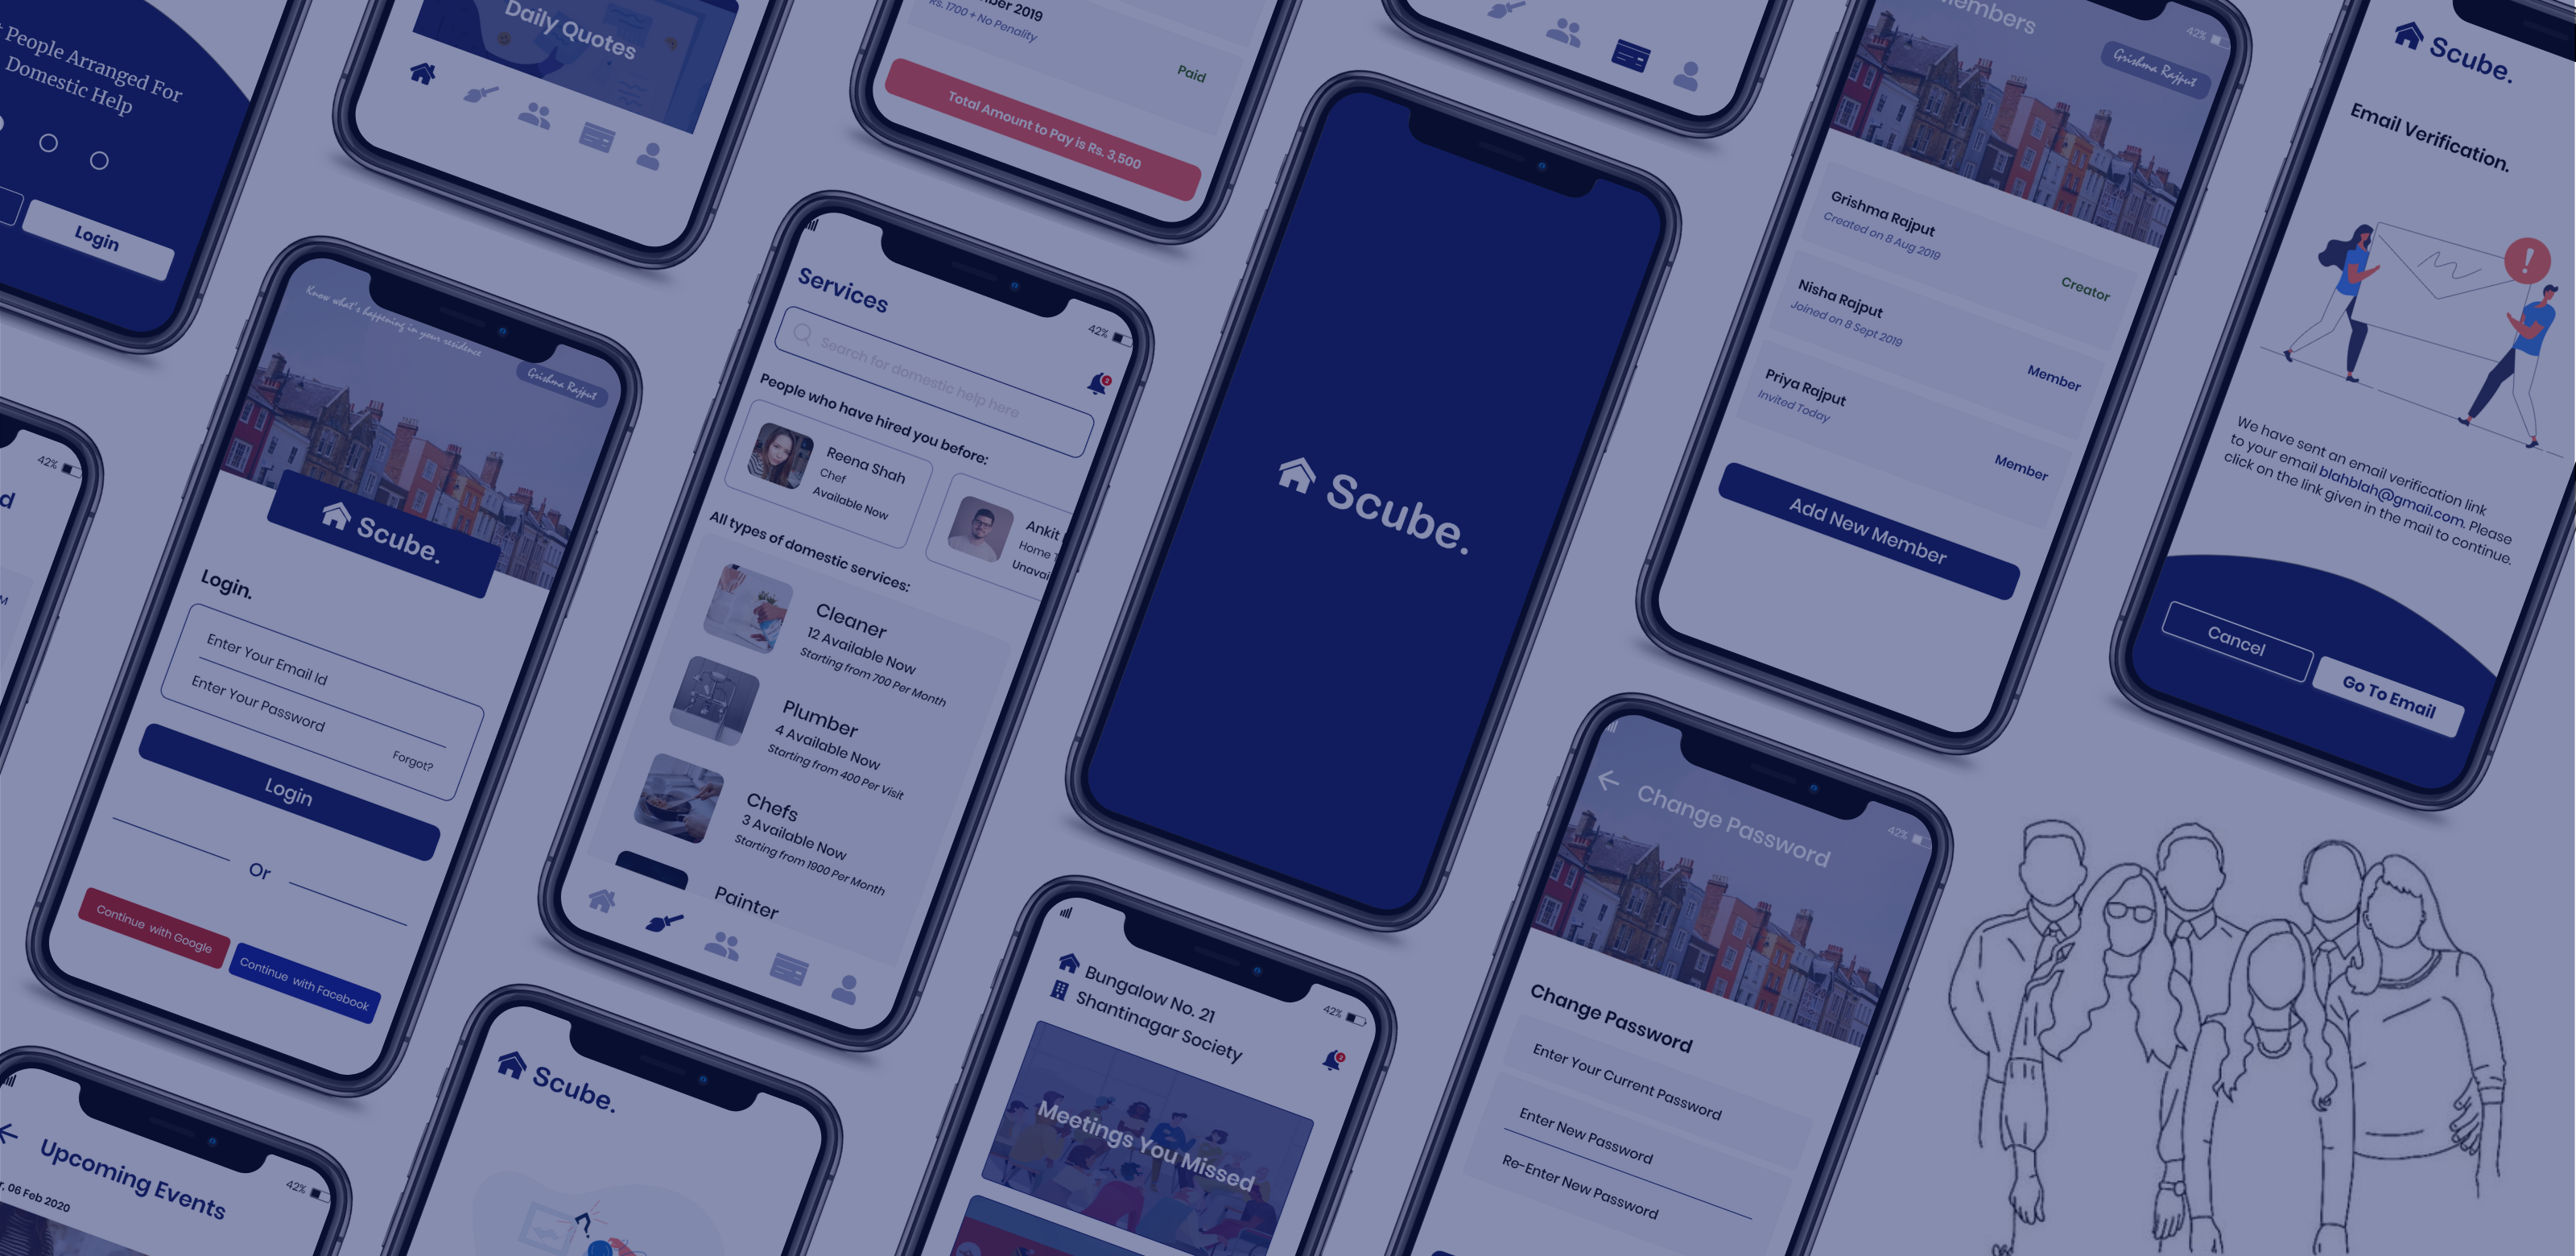 People Arranged For
Domestic Help
Login
Daily Quotes
2019
Rs. 1700 + No Penality
Paid
Total Amount to Pay is Rs. 3,500
Members
42%
Grishma Rajput
Grishma Rajput
Created on 8 Aug 2019
Creator
Nisha Rajput
Joined on 8 Sept 2019
Member
Priya Rajput
Invited Today
Member
Add New Member
Scube.
Email Verification.
We have sent an email verification link
to your email blahblah@gmail.com. Please
click on the link given in the mail to continue.
Cancel
Go To Email
42%
Know what's happening in your residence
Grishma Rajput
Scube.
Login.
Enter Your Email Id
Enter Your Password
Forgot?
Login
Or
Continue with Google
Continue with Facebook
42%
Services
Search for domestic help here
2
People who have hired you before:
Reena Shah
Chef
Available Now
Ankit
Home
All types of domestic services:
Cleaner
12 Available Now
Starting from 700 Per Month
Plumber
4 Available Now
Starting from 400 Per Visit
Chefs
3 Available Now
Starting from 1900 Per Month
Painter
Scube.
42%
Change Password
Change Password
Enter Your Current Password
Enter New Password
Re-Enter New Password
42%
Upcoming Events
06 Feb 2020
Scube.
42%
Bungalow No. 21
Shantinagar Society
2
Meetings You Missed